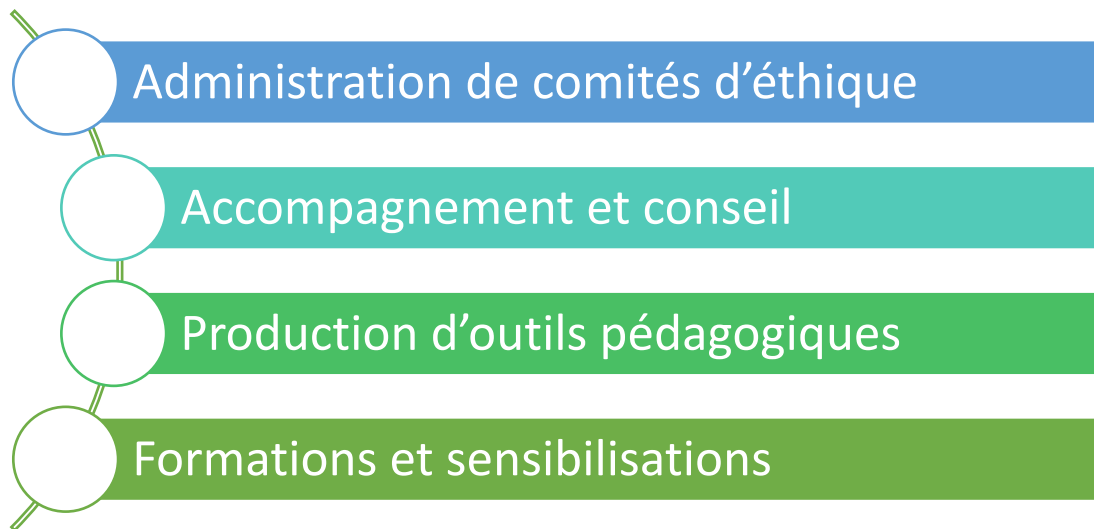 Administration de comités d’éthique
Accompagnement et conseil
Production d’outils pédagogiques
Formations et sensibilisations